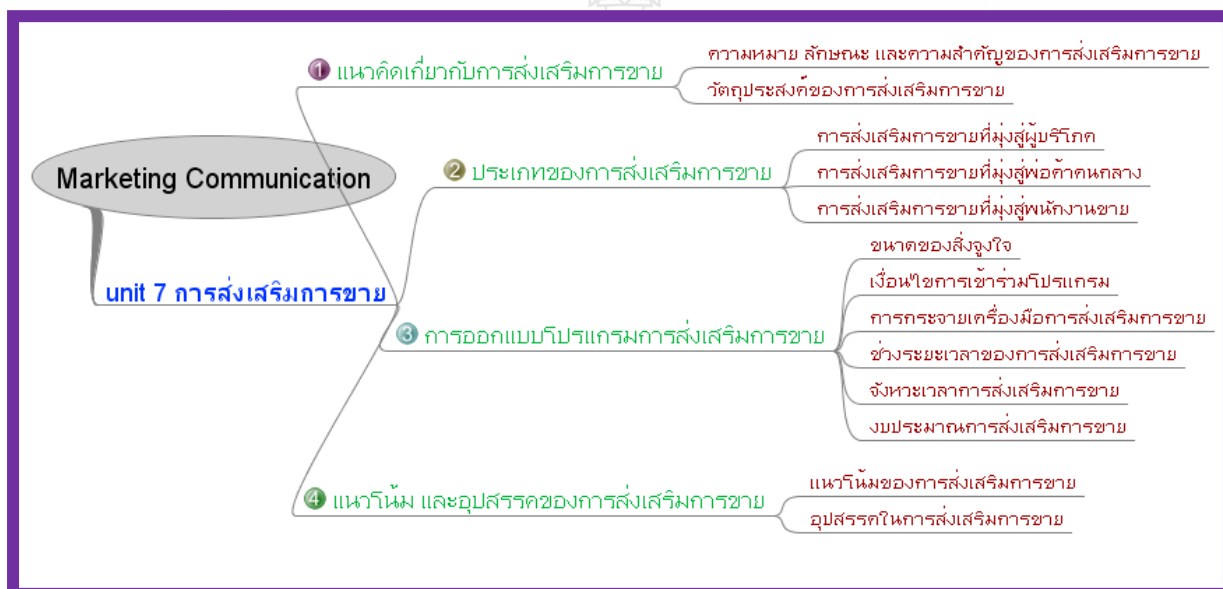 Marketing Communication
unit 7 การส่งเสริมการขาย
1 แนวคิดเกี่ยวกับการส่งเสริมการขาย
ความหมาย ลักษณะ และความสำคัญของการส่งเสริมการขาย
วัตถุประสงค์ของการส่งเสริมการขาย
2 ประเภทของการส่งเสริมการขาย
การส่งเสริมการขายที่มุ่งสู่ผู้บริโภค
การส่งเสริมการขายที่มุ่งสู่พ่อค้าคนกลาง
การส่งเสริมการขายที่มุ่งสู่พนักงานขาย
3 การออกแบบโปรแกรมการส่งเสริมการขาย
ขนาดของสิ่งจูงใจ
เงื่อนไขการเข้าร่วมโปรแกรม
การกระจายเครื่องมือการส่งเสริมการขาย
ช่วงระยะเวลาของการส่งเสริมการขาย
จังหวะเวลาการส่งเสริมการขาย
งบประมาณการส่งเสริมการขาย
4 แนวโน้ม และอุปสรรคของการส่งเสริมการขาย
แนวโน้มของการส่งเสริมการขาย
อุปสรรคในการส่งเสริมการขาย